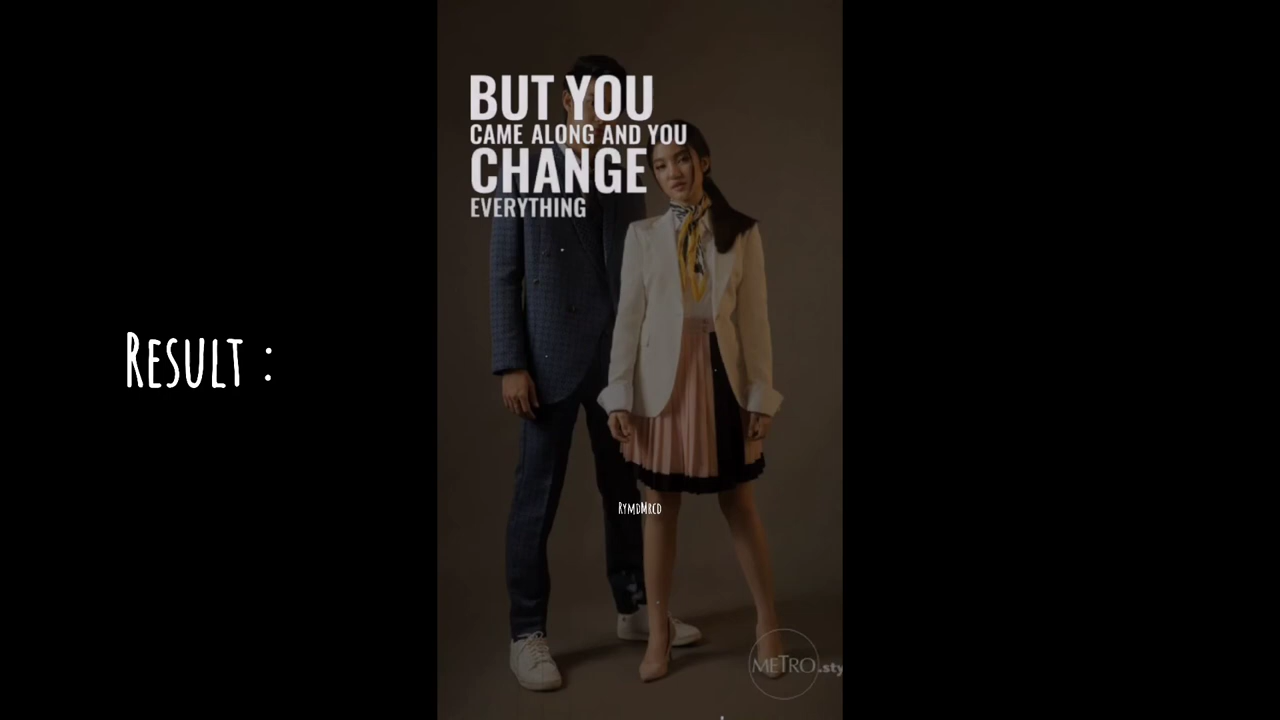 BUT YOU
CAME ALONG AND YOU
CHANGE
EVERYTHING
RESULT :
RYMDMRCD
METRO.sty